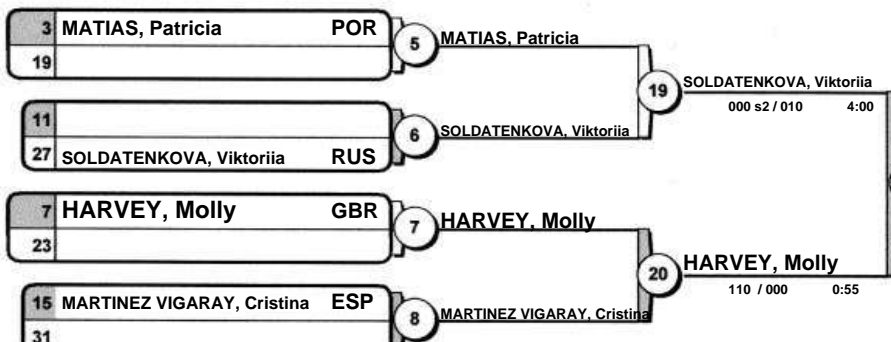 3 MATIAS, Patricia POR
19
5
MATIAS, Patricia
11
27 SOLDATENKOVA, Viktoriia RUS
6
SOLDATENKOVA, Viktoriia
19
SOLDATENKOVA, Viktoriia
000 s2 / 010 4:00
7 HARVEY, Molly GBR
23
7
HARVEY, Molly
15 MARTINEZ VIGARAY, Cristina ESP
31
8
MARTINEZ VIGARAY, Cristina
20
HARVEY, Molly
110 / 000 0:55